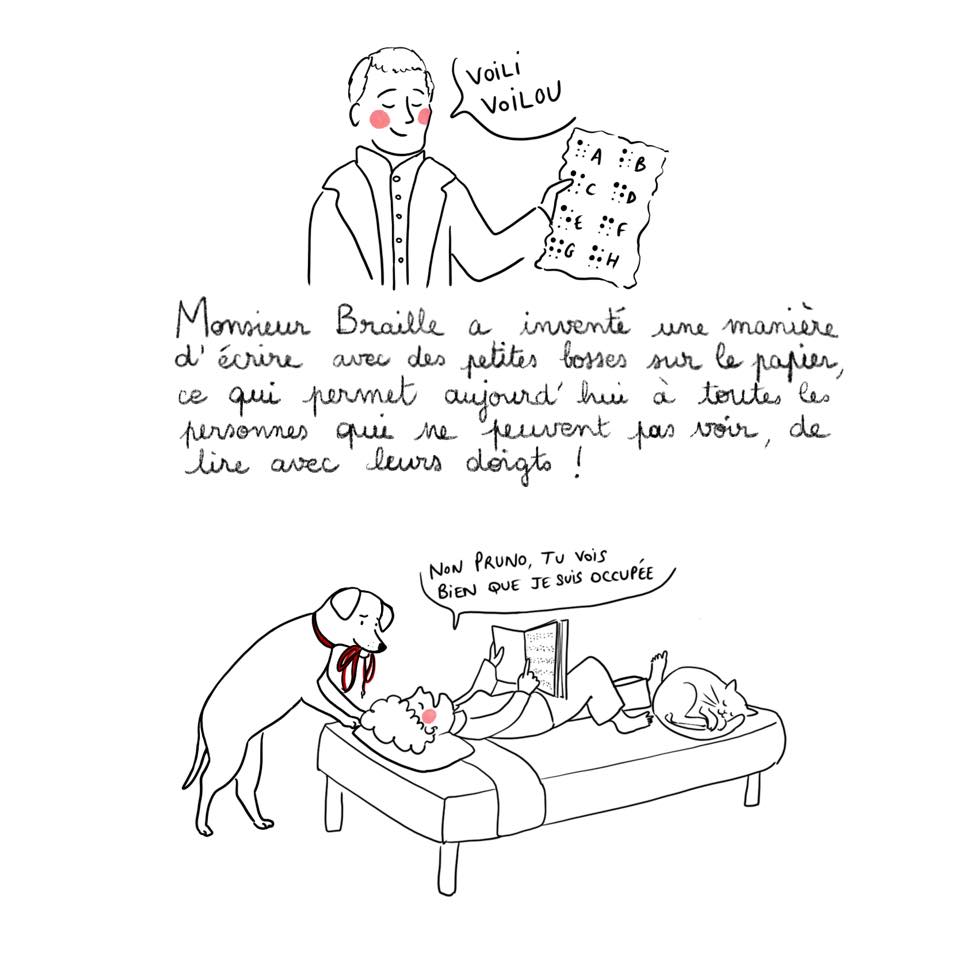 VOILI
VOILOU
A B
C D
E F
G H
Monsieur Braille a inventé une manière
d'écrire avec des petites bosses sur le papier,
ce qui permet aujourd'hui à toutes les
personnes qui ne peuvent pas voir, de
lire avec leurs doigts !
NON PRUNO, TU VOIS
BIEN QUE JE SUIS OCCUPÉE